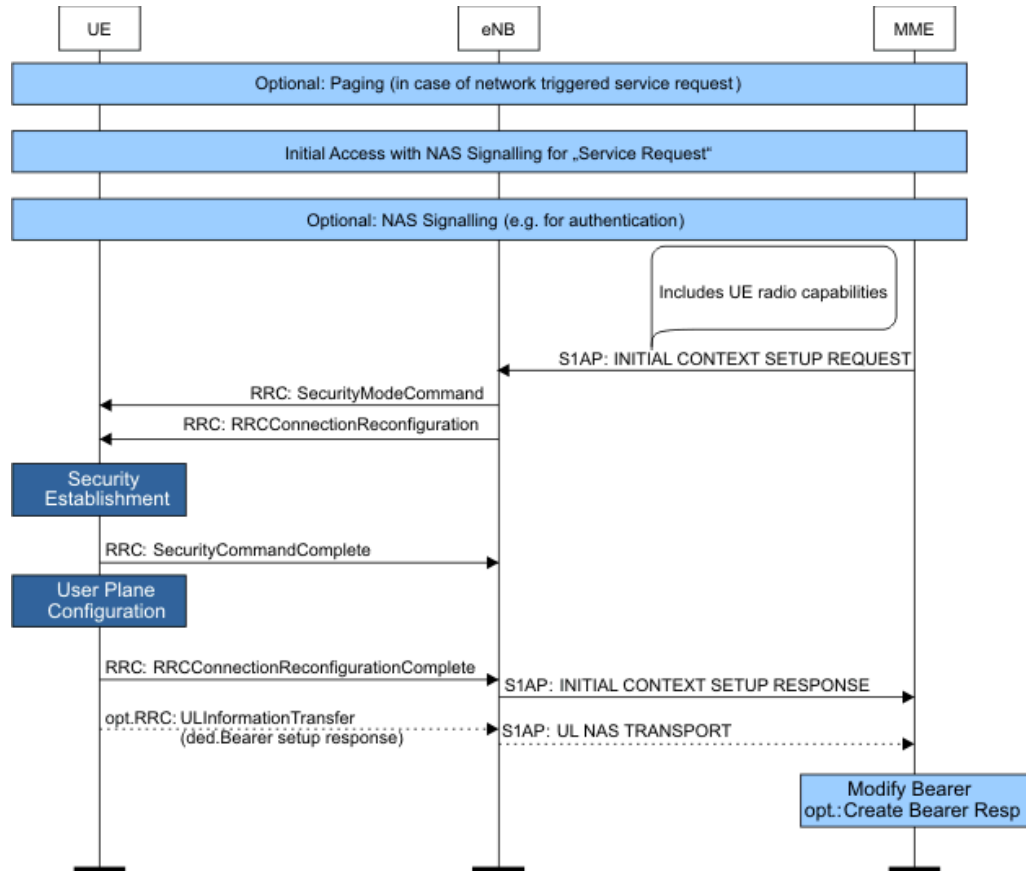 UE
eNB
MME
Optional: Paging (in case of network triggered service request)
Initial Access with NAS Signalling for „Service Request“
Optional: NAS Signalling (e.g. for authentication)
Includes UE radio capabilities
S1AP: INITIAL CONTEXT SETUP REQUEST
RRC: SecurityModeCommand
RRC: RRCConnectionReconfiguration
Security
Establishment
RRC: SecurityCommandComplete
User Plane
Configuration
RRC: RRCConnectionReconfigurationComplete
S1AP: INITIAL CONTEXT SETUP RESPONSE
opt.RRC: ULInformationTransfer
(ded.Bearer setup response)
S1AP: UL NAS TRANSPORT
Modify Bearer
opt.:Create Bearer Resp